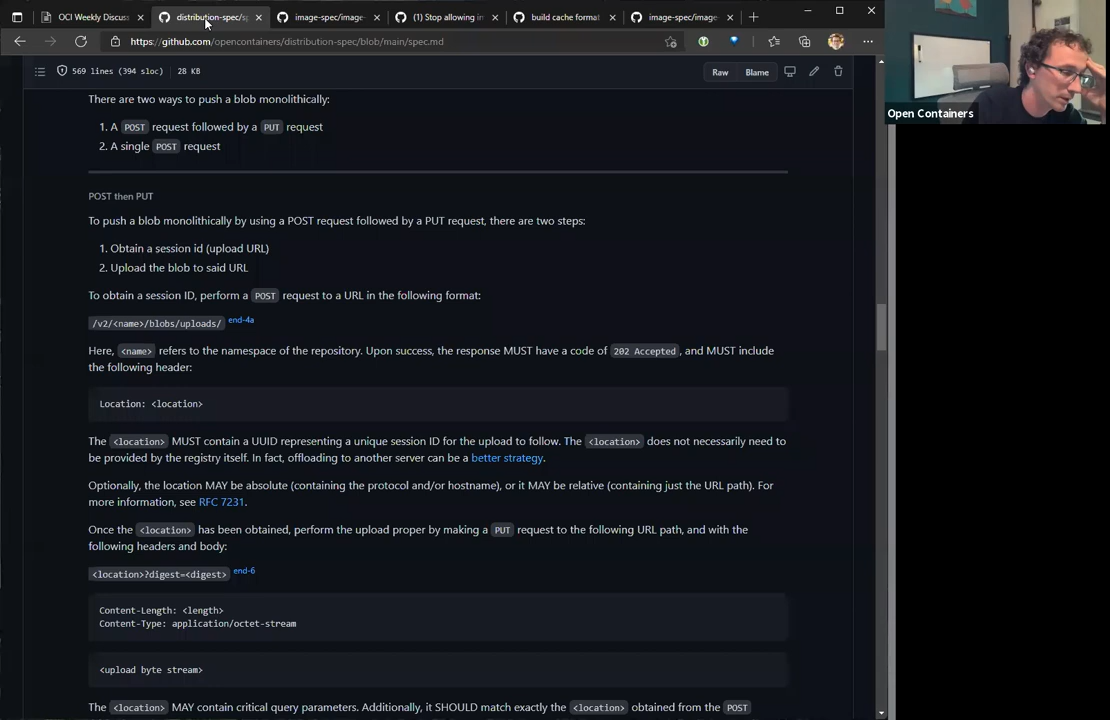 OCI Weekly Discuss
distribution-spec/s
image-spec/image-
(1) Stop allowing in
build cache format
image-spec/image-
https://github.com/opencontainers/distribution-spec/blob/main/spec.md
569 lines (394 sloc)
28 KB
Raw
Blame
Open Containers
There are two ways to push a blob monolithically:
1. A POST request followed by a PUT request
2. A single POST request
POST then PUT
To push a blob monolithically by using a POST request followed by a PUT request, there are two steps:
1. Obtain a session id (upload URL)
2. Upload the blob to said URL
To obtain a session ID, perform a POST request to a URL in the following format:
/v2/<name>/blobs/uploads/ end-4a
Here, <name> refers to the namespace of the repository. Upon success, the response MUST have a code of 202 Accepted, and MUST include
the following header:
Location: <location>
The <location> MUST contain a UUID representing a unique session ID for the upload to follow. The <location> does not necessarily need to
be provided by the registry itself. In fact, offloading to another server can be a better strategy.
Optionally, the location MAY be absolute (containing the protocol and/or hostname), or it MAY be relative (containing just the URL path). For
more information, see RFC 7231.
Once the <location> has been obtained, perform the upload proper by making a PUT request to the following URL path, and with the
following headers and body:
<location>?digest=<digest> end-6
Content-Length: <length>
Content-Type: application/octet-stream
<upload byte stream>
The <location> MAY contain critical query parameters. Additionally, it SHOULD match exactly the <location> obtained from the POST